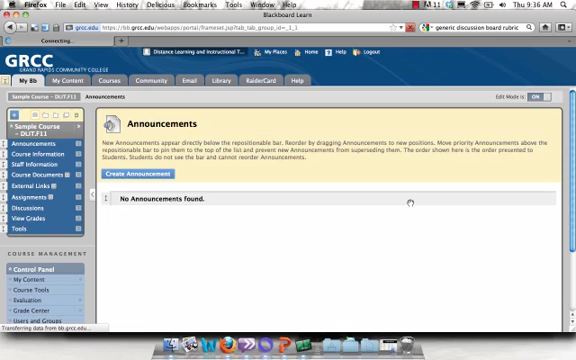 Firefox File Edit View History Delicious Bookmarks Tools Window Help
11
Thu 9:36 AM
Blackboard Learn
grcc.edu https://bb.grcc.edu/webapps/portal/frameset.jsp?tab_tab_group_id=_1_1
generic discussion board rubric
Connecting...
Distance Learning and Instructional T...
My Places
Home
Help
Logout
GRCC
GRAND RAPIDS COMMUNITY COLLEGE
My Bb
My Content
Courses
Community
Email
Library
RaiderCard
Help
Sample Course - DLIT.F11
Announcements
Edit Mode is: ON
Sample Course
- DLIT.F11
Announcements
Course Information
Staff Information
Course Documents
External Links
Assignments
Discussions
View Grades
Tools
COURSE MANAGEMENT
Control Panel
My Content
Course Tools
Evaluation
Grade Center
Users and Groups
Announcements
New Announcements appear directly below the repositionable bar. Reorder by dragging Announcements to new positions. Move priority Announcements above the
repositionable bar to pin them to the top of the list and prevent new Announcements from superseding them. The order shown here is the order presented to
Students. Students do not see the bar and cannot reorder Announcements.
Create Announcement
No Announcements found.
Transferring data from bb.grcc.edu...